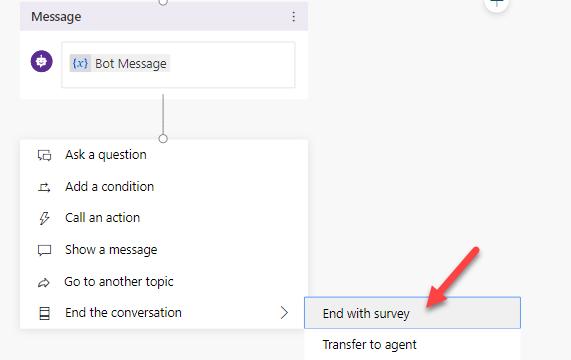 Message
{x} Bot Message
Ask a question
Add a condition
Call an action
Show a message
Go to another topic
End the conversation
End with survey
Transfer to agent